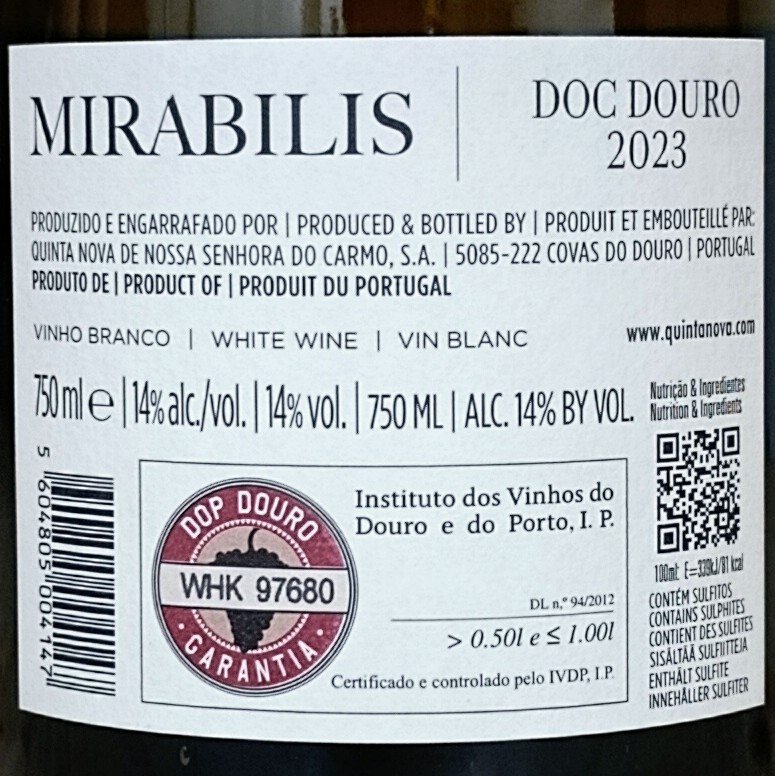 MIRABILIS
DOC DOURO
2023
PRODUZIDO E ENGARRAFADO POR | PRODUCED & BOTTLED BY | PRODUIT ET EMBOUTEILLÉ PAR:
QUINTA NOVA DE NOSSA SENHORA DO CARMO, S.A. | 5085-222 COVAS DO DOURO | PORTUGAL
PRODUTO DE | PRODUCT OF | PRODUIT DU PORTUGAL
VINHO BRANCO | WHITE WINE | VIN BLANC
www.quintanova.com
750 ml e | 14% alc./vol. | 14% vol. | 750 ML | ALC. 14% BY VOL.
Nutrição & Ingredientes
Nutrition & Ingredients
100ml: E=339kJ/81 kcal
CONTÉM SULFITOS
CONTAINS SULPHITES
CONTIENT DES SULFITES
SISÄLTÄÄ SULFIITTEJA
ENTHÄLT SULFITE
INNEHÅLLER SULFITER
5 604805 004147
DOP DOURO
WHK 97680
· GARANTIA ·
Instituto dos Vinhos do
Douro e do Porto, I. P.
DL n,º 94/2012
> 0.50l e ≤ 1.00l
Certificado e controlado pelo IVDP, I.P.